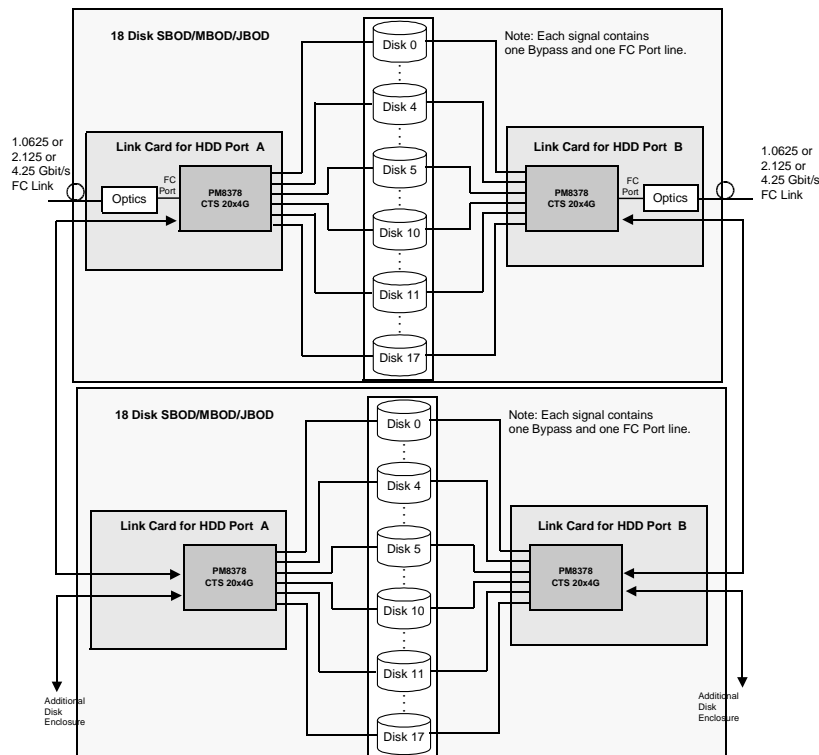 18 Disk SBOD/MBOD/JBOD
Note: Each signal contains
one Bypass and one FC Port line.
Disk 0
Disk 4
Disk 5
Disk 10
Disk 11
Disk 17
1.0625 or
2.125 or
4.25 Gbit/s
FC Link
Link Card for HDD Port A
Optics
FC
Port
PM8378
CTS 20x4G
Link Card for HDD Port B
PM8378
CTS 20x4G
FC
Port
Optics
1.0625 or
2.125 or
4.25 Gbit/s
FC Link
18 Disk SBOD/MBOD/JBOD
Note: Each signal contains
one Bypass and one FC Port line.
Disk 0
Disk 4
Disk 5
Disk 10
Disk 11
Disk 17
Link Card for HDD Port A
PM8378
CTS 20x4G
Link Card for HDD Port B
PM8378
CTS 20x4G
Additional
Disk
Enclosure
Additional
Disk
Enclosure